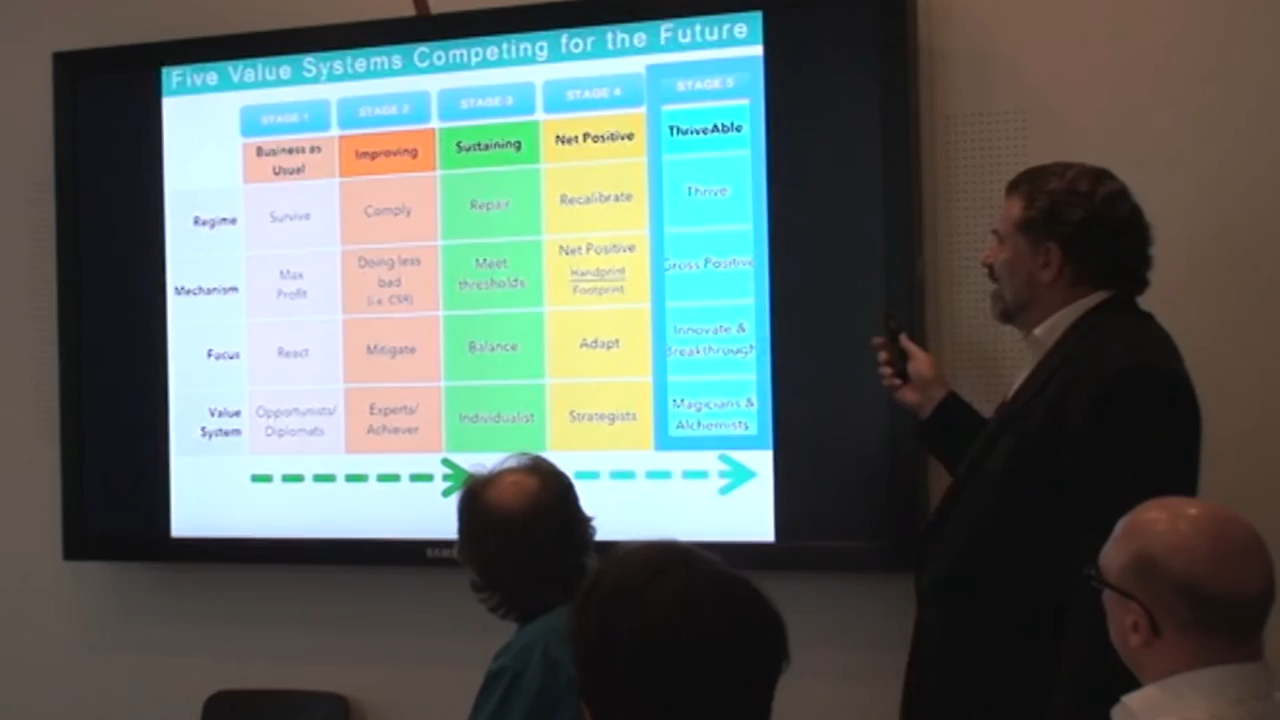 Five Value Systems Competing for the Future
STAGE 1 STAGE 2 STAGE 3 STAGE 4 STAGE 5
Business as Usual Improving Sustaining Net Positive ThriveAble
Regime Survive Comply Repair Recalibrate Thrive
Mechanism Max Profit Doing less bad (i.e. CSR) Meet thresholds Net Positive Handprint Footprint Gross Positive
Focus React Mitigate Balance Adapt Innovate & Breakthrough
Value System Opportunists/ Diplomats Experts/ Achiever Individualist Strategists Magicians & Alchemists